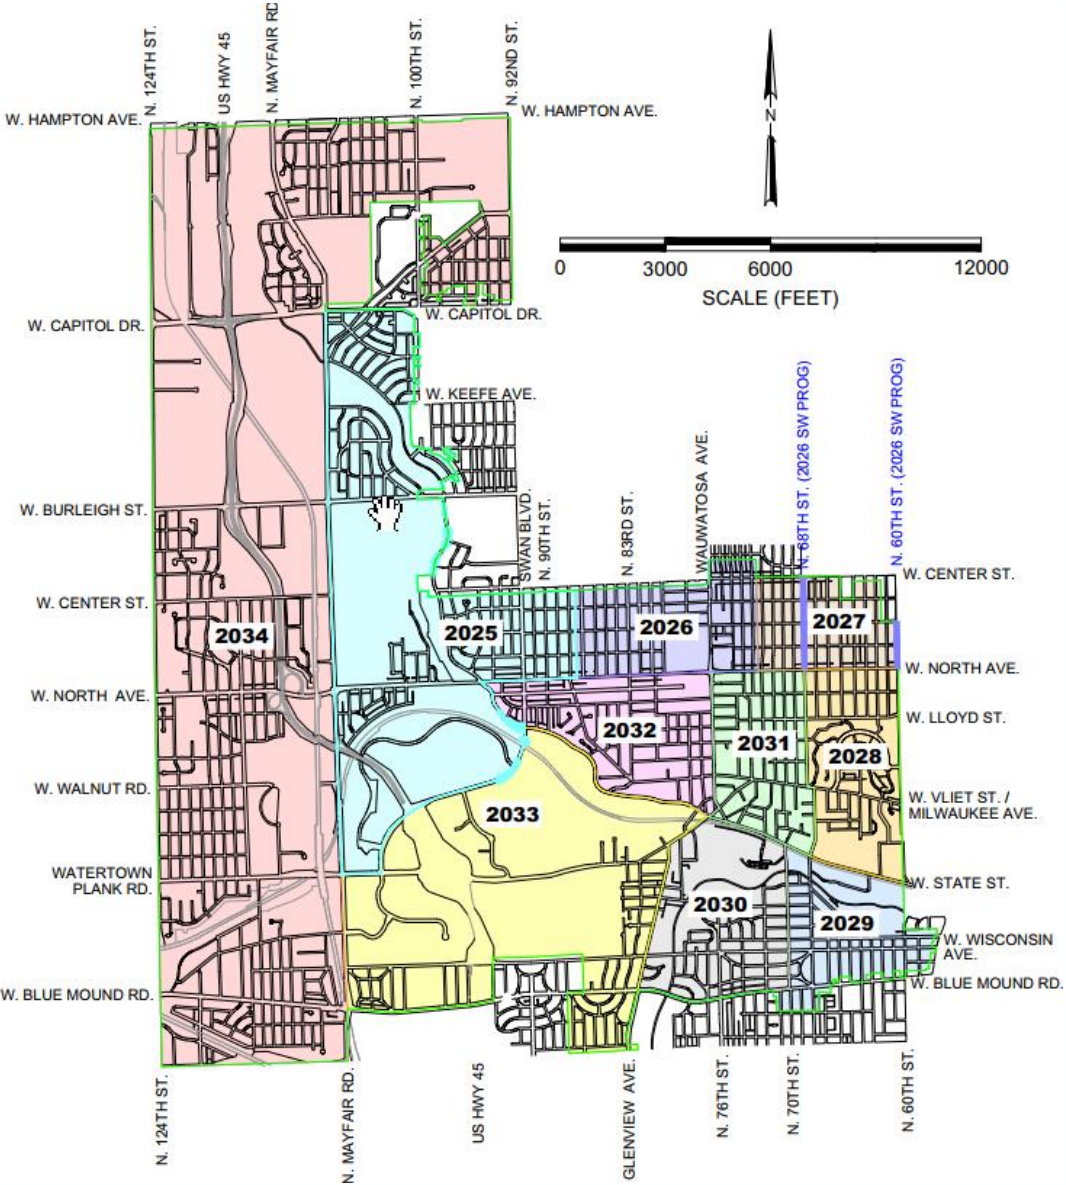 N. 124TH ST.
US HWY 45
N. MAYFAIR RD
N. 100TH ST.
N. 92ND ST.
W. HAMPTON AVE.
W. HAMPTON AVE.
N
0 3000 6000 12000
SCALE (FEET)
W. CAPITOL DR.
W. CAPITOL DR.
W. KEEFE AVE.
W. BURLEIGH ST.
SWAN BLVD.
N. 90TH ST.
N. 83RD ST.
WAUWATOSA AVE.
N. 68TH ST. (2026 SW PROG)
N. 60TH ST. (2026 SW PROG)
W. CENTER ST.
W. CENTER ST.
2034
2025
2026
2027
W. NORTH AVE.
W. NORTH AVE.
W. LLOYD ST.
2032
2031
2028
W. WALNUT RD.
W. VLIET ST. /
MILWAUKEE AVE.
2033
WATERTOWN
PLANK RD.
W. STATE ST.
2030
2029
W. WISCONSIN
AVE.
W. BLUE MOUND RD.
W. BLUE MOUND RD.
N. 124TH ST.
N. MAYFAIR RD.
US HWY 45
GLENVIEW AVE.
N. 76TH ST.
N. 70TH ST.
N. 60TH ST.